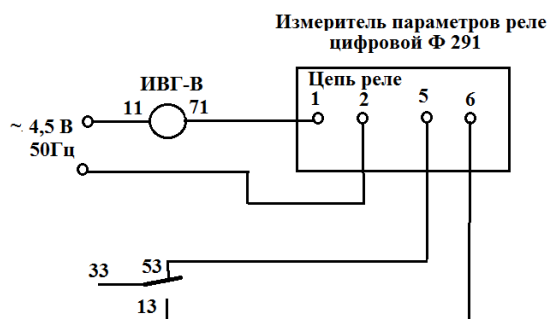 Измеритель параметров реле
цифровой Ф 291
ИВГ-В
Цепь реле
11 71 1 2 5 6
~ 4,5 В
50Гц
33 53
13